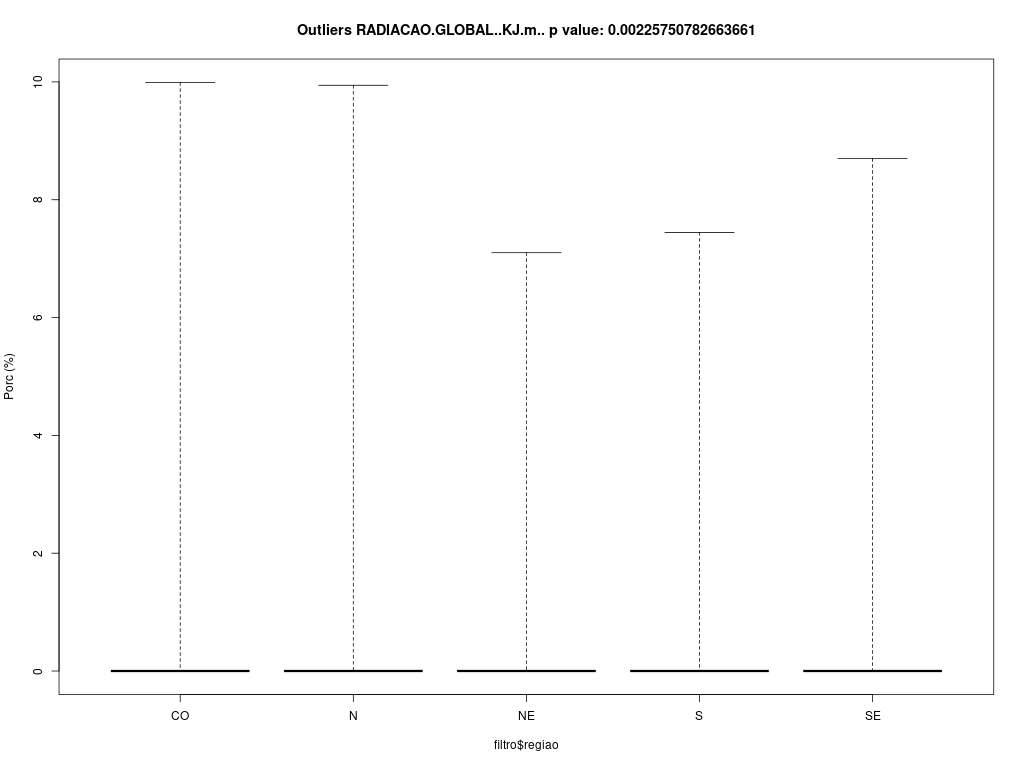 Outliers RADIACAO.GLOBAL..KJ.m.. p value: 0.00225750782663661
10
8
6
4
2
0
Porc (%)
CO N NE S SE
filtro$regiao